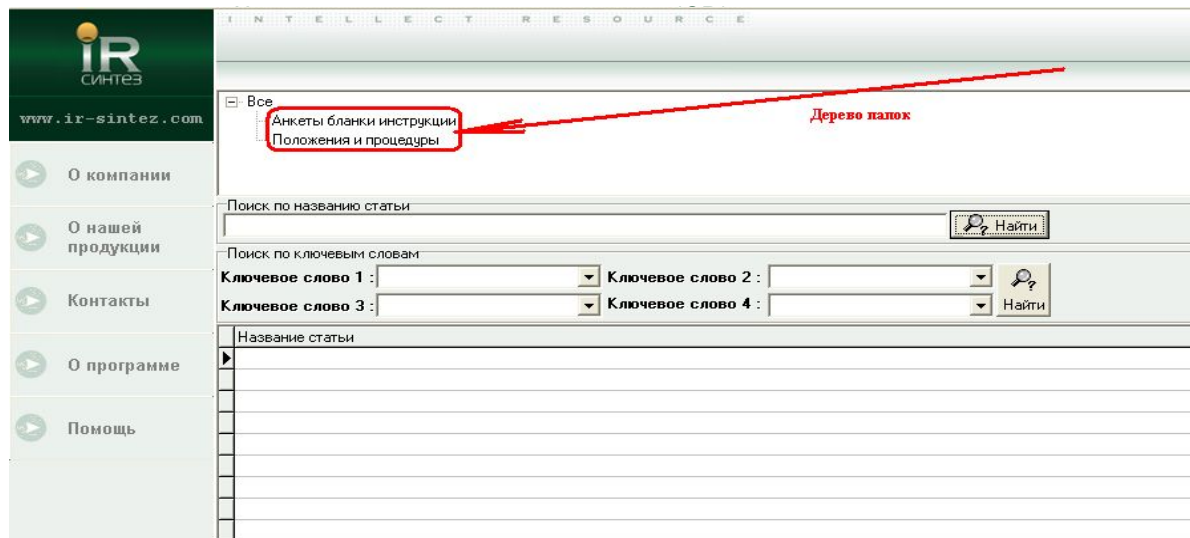 INTELLECT RESOURCE
iR
синтез
www.ir-sintez.com
Все
Анкеты бланки инструкции
Положения и процедуры
Дерево папок
О компании
О нашей
продукции
Контакты
О программе
Помощь
Поиск по названию статьи
Найти
Поиск по ключевым словам
Ключевое слово 1 : Ключевое слово 2 :
Ключевое слово 3 : Ключевое слово 4 :
Найти
Название статьи